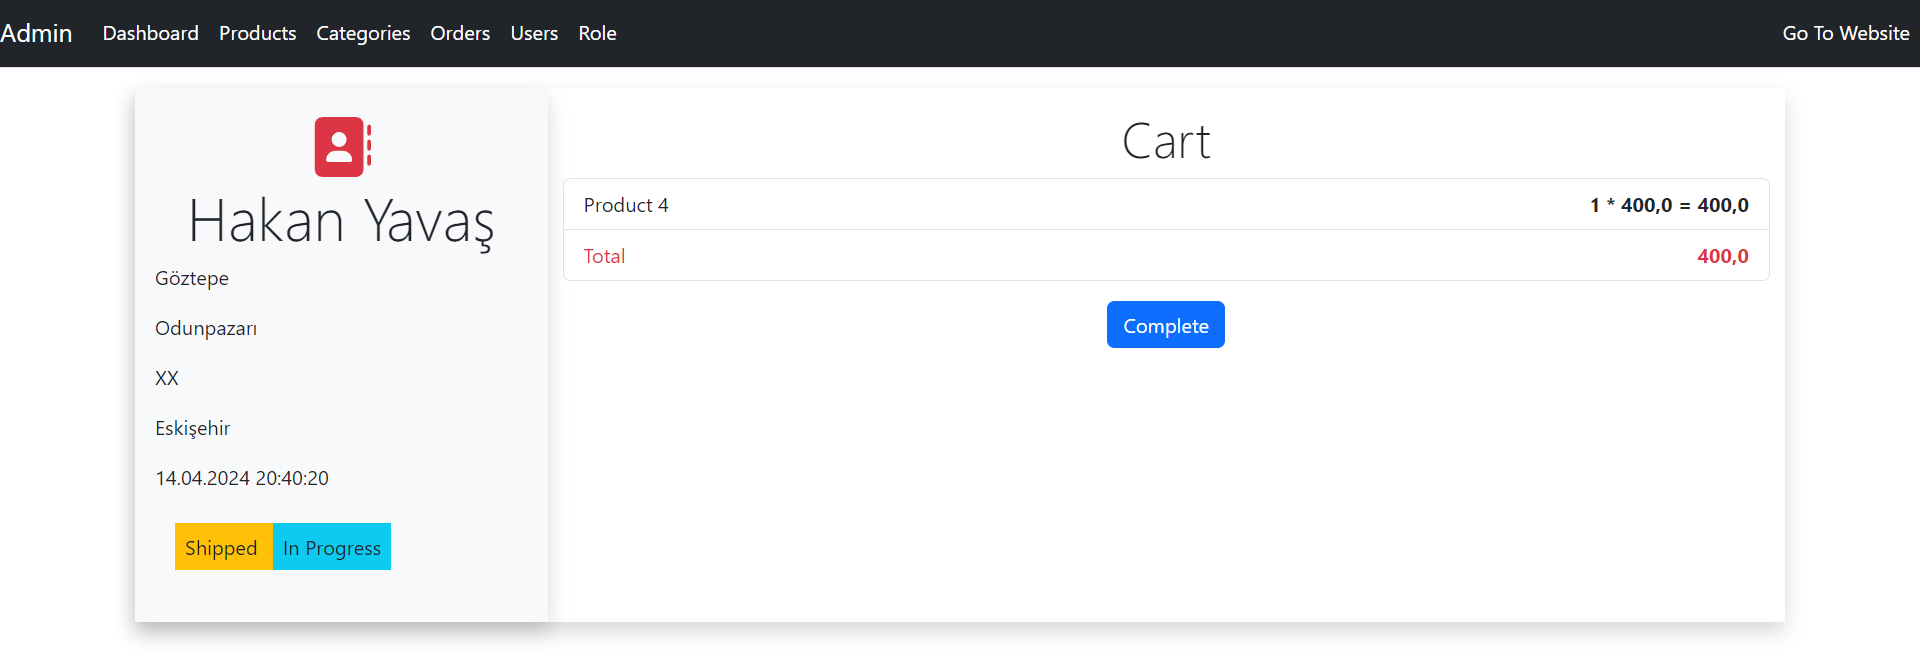 Admin Dashboard Products Categories Orders Users Role Go To Website
Hakan Yavaş
Göztepe
Odunpazarı
XX
Eskişehir
14.04.2024 20:40:20
Shipped In Progress
Cart
Product 4 1 * 400,0 = 400,0
Total 400,0
Complete